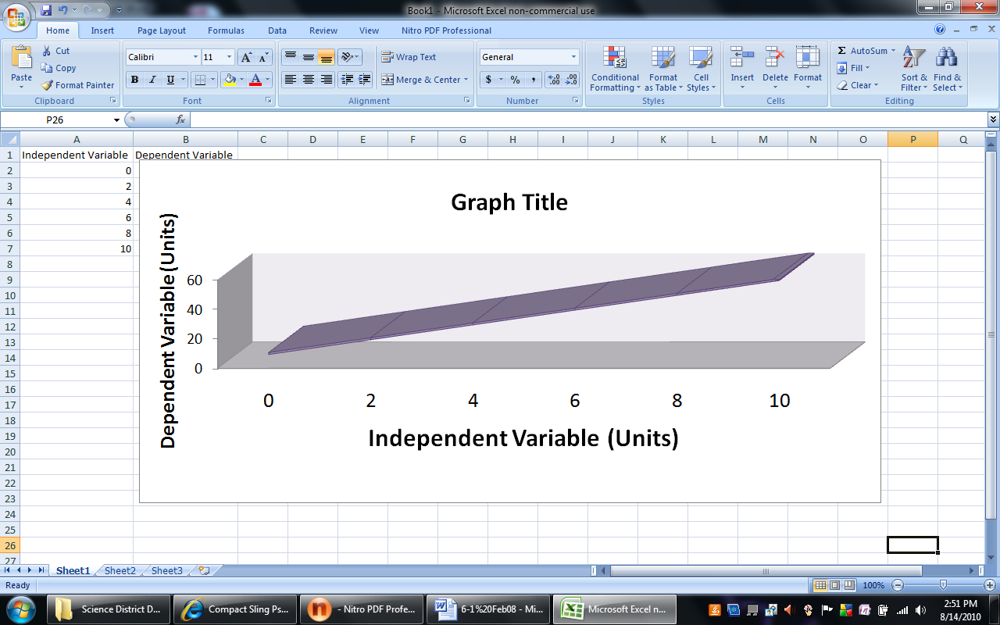 Book1 - Microsoft Excel non-commercial use
Home Insert Page Layout Formulas Data Review View Nitro PDF Professional
Paste Cut Copy Format Painter Clipboard
Calibri 11 B I U A A A Font
Wrap Text Merge & Center Alignment
General $ % , .0 .00 .00 .0 Number
Conditional Formatting Format as Table Cell Styles Styles
Insert Delete Format Cells
Σ AutoSum Fill Clear Sort & Filter Find & Select Editing
P26 fx
A B C D E F G H I J K L M N O P Q
1 Independent Variable Dependent Variable
2 0
3 2
4 4
5 6
6 8
7 10
8
9
10
11
12
13
14
15
16
17
18
19
20
21
22
23
24
25
26
27
Graph Title
Dependent Variable (Units)
60
40
20
0
0 2 4 6 8 10
Independent Variable (Units)
Sheet1 Sheet2 Sheet3
Ready 100%
Science District D... Compact Sling Ps... - Nitro PDF Profe... 6-1%20Feb08 - Mi... Microsoft Excel n... 2:51 PM
8/14/2010